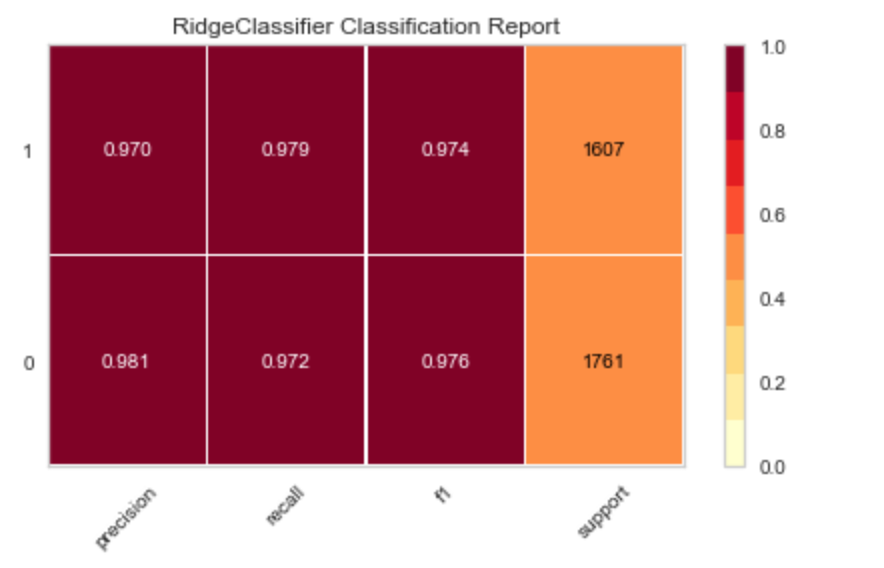 RidgeClassifier Classification Report
1 0.970 0.979 0.974 1607
0 0.981 0.972 0.976 1761
precision recall f1 support
1.0
0.8
0.6
0.4
0.2
0.0